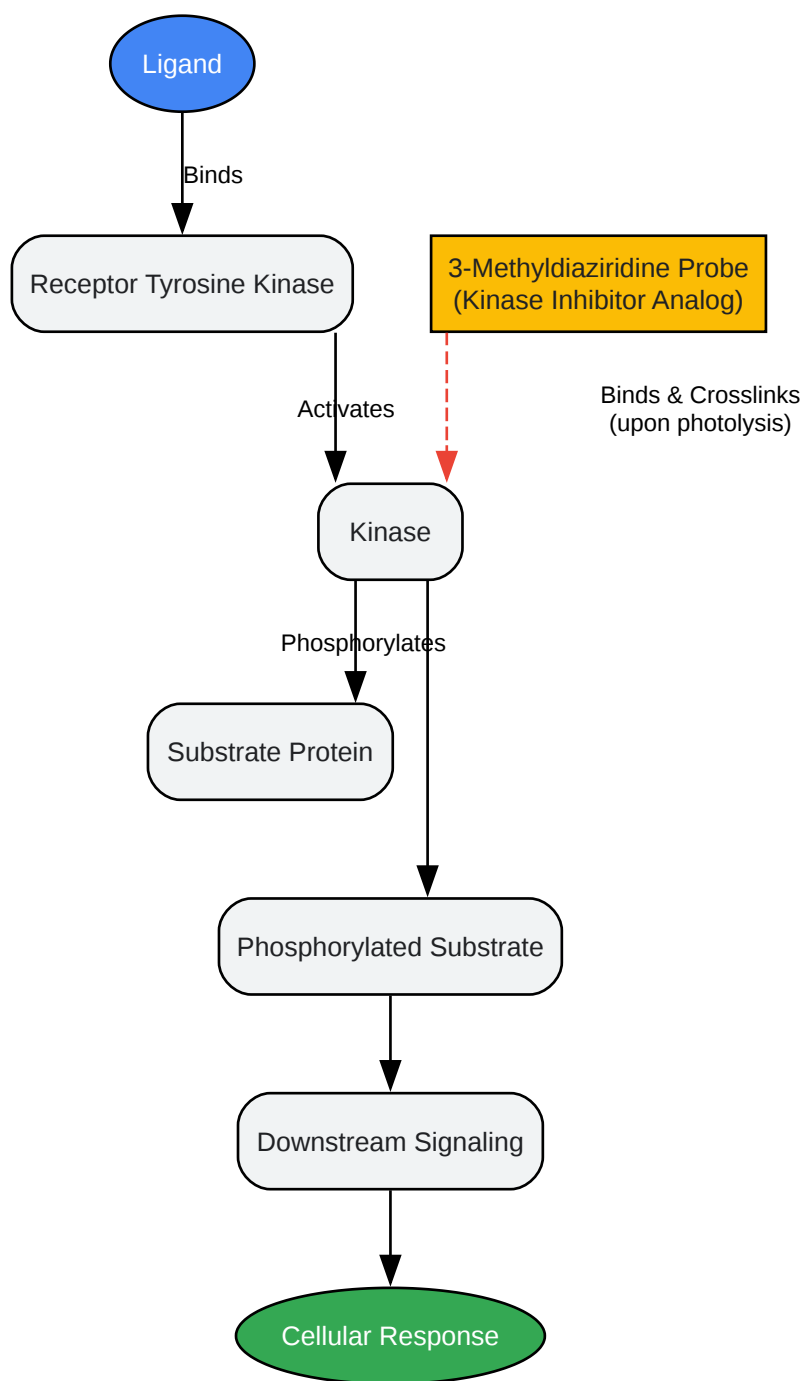 Ligand
Binds
Receptor Tyrosine Kinase
3-Methyldiaziridine Probe
(Kinase Inhibitor Analog)
Activates
Binds & Crosslinks
(upon photolysis)
Kinase
Phosphorylates
Substrate Protein
Phosphorylated Substrate
Downstream Signaling
Cellular Response